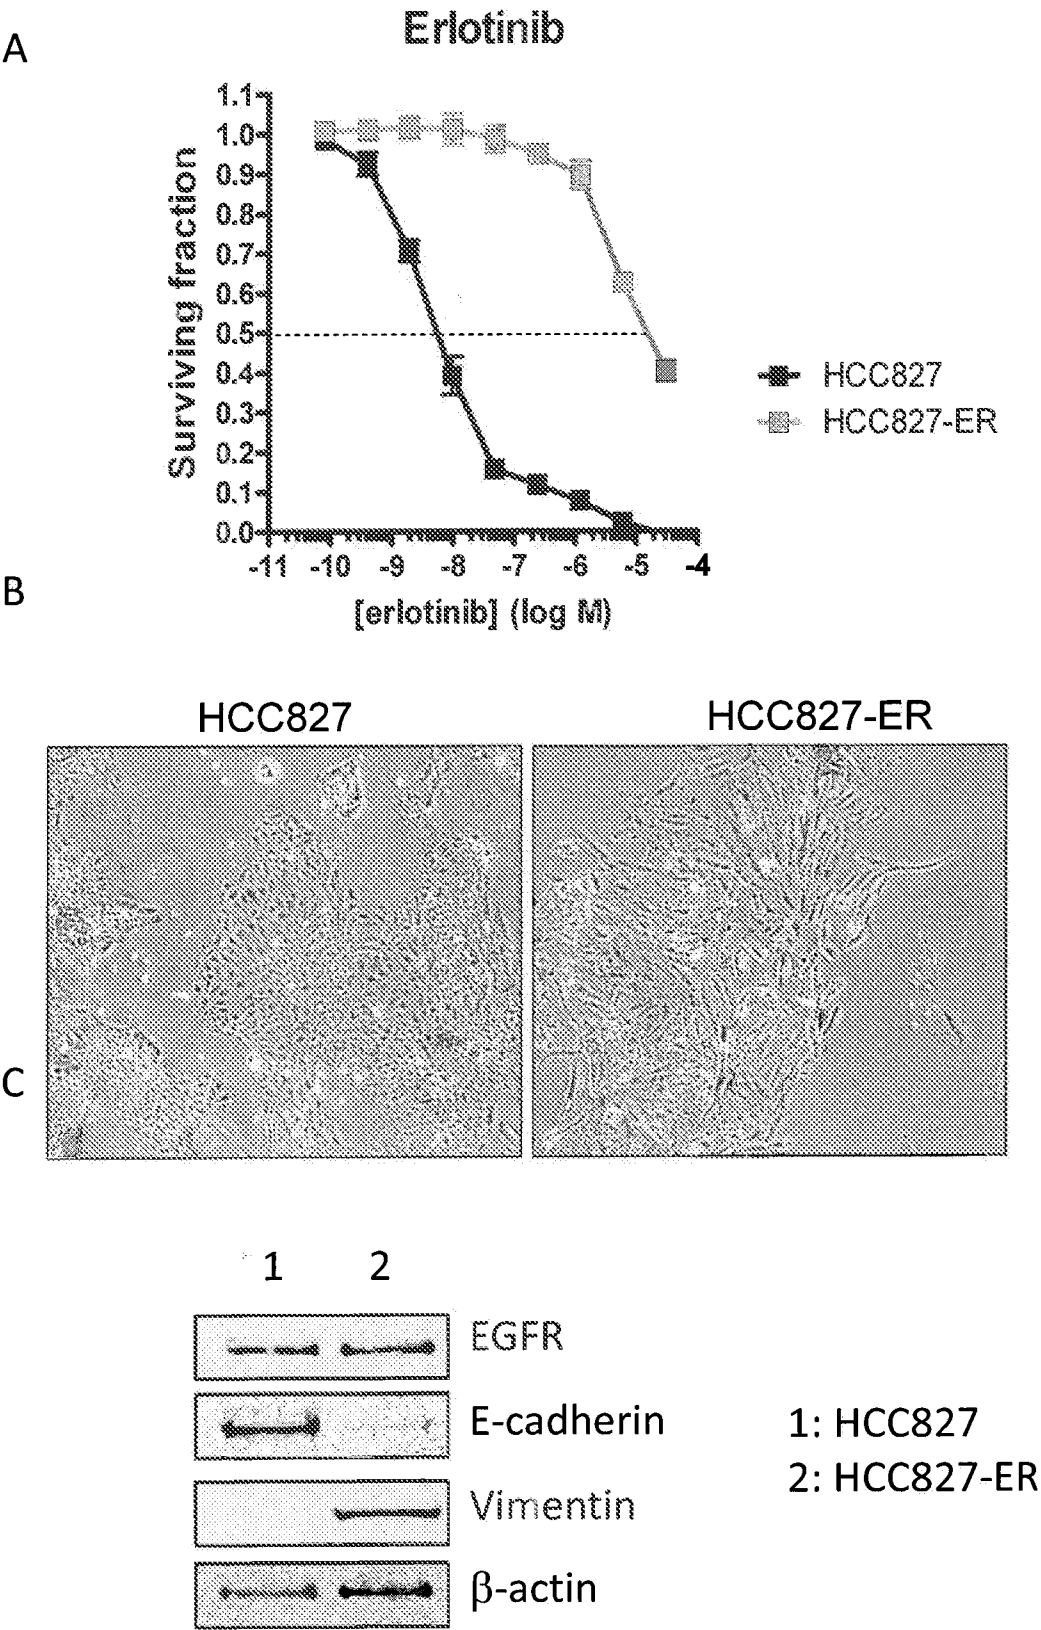 A
Erlotinib
Surviving fraction
1.1
1.0
0.9
0.8
0.7
0.6
0.5
0.4
0.3
0.2
0.1
0.0
-11 -10 -9 -8 -7 -6 -5 -4
[erlotinib] (log M)
HCC827
HCC827-ER
B
HCC827 HCC827-ER
C
1 2
EGFR
E-cadherin
Vimentin
β-actin
1: HCC827
2: HCC827-ER